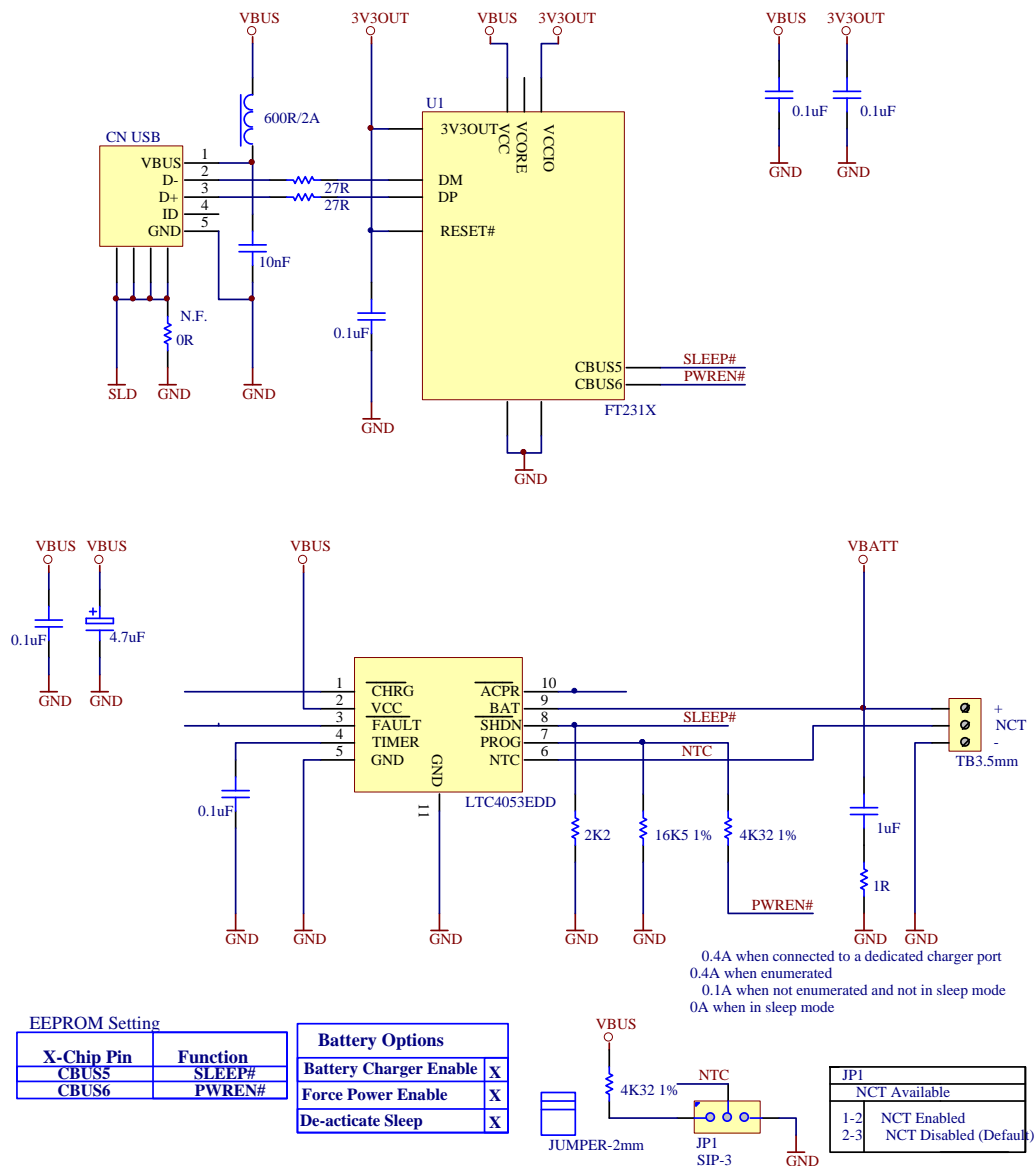 VBUS
3V3OUT
VBUS
3V3OUT
VBUS
3V3OUT
600R/2A
U1
0.1uF
0.1uF
CN USB
3V3OUT
VCC
VCORE
VCCIO
VBUS
1
D-
2
D+
3
ID
4
GND
5
27R
27R
DM
DP
RESET#
GND
GND
10nF
N.F.
0R
0.1uF
SLD
GND
GND
GND
CBUS5
SLEEP#
CBUS6
PWREN#
FT231X
GND
VBUS
VBUS
VBUS
VBATT
+
0.1uF
4.7uF
GND
GND
1
CHRG
2
VCC
3
FAULT
4
TIMER
5
GND
GND
11
ACPR
10
BAT
9
SHDN
8
SLEEP#
PROG
7
NTC
6
NTC
LTC4053EDD
+
NCT
-
TB3.5mm
0.1uF
2K2
16K5 1%
4K32 1%
1uF
1R
PWREN#
GND
GND
GND
GND
GND
GND
GND
0.4A when connected to a dedicated charger port
0.4A when enumerated
0.1A when not enumerated and not in sleep mode
0A when in sleep mode
EEPROM Setting
X-Chip Pin Function
CBUS5 SLEEP#
CBUS6 PWREN#
Battery Options
Battery Charger Enable X
Force Power Enable X
De-acticate Sleep X
JUMPER-2mm
VBUS
4K32 1%
NTC
JP1
SIP-3
GND
JP1
NCT Available
1-2 NCT Enabled
2-3 NCT Disabled (Default)